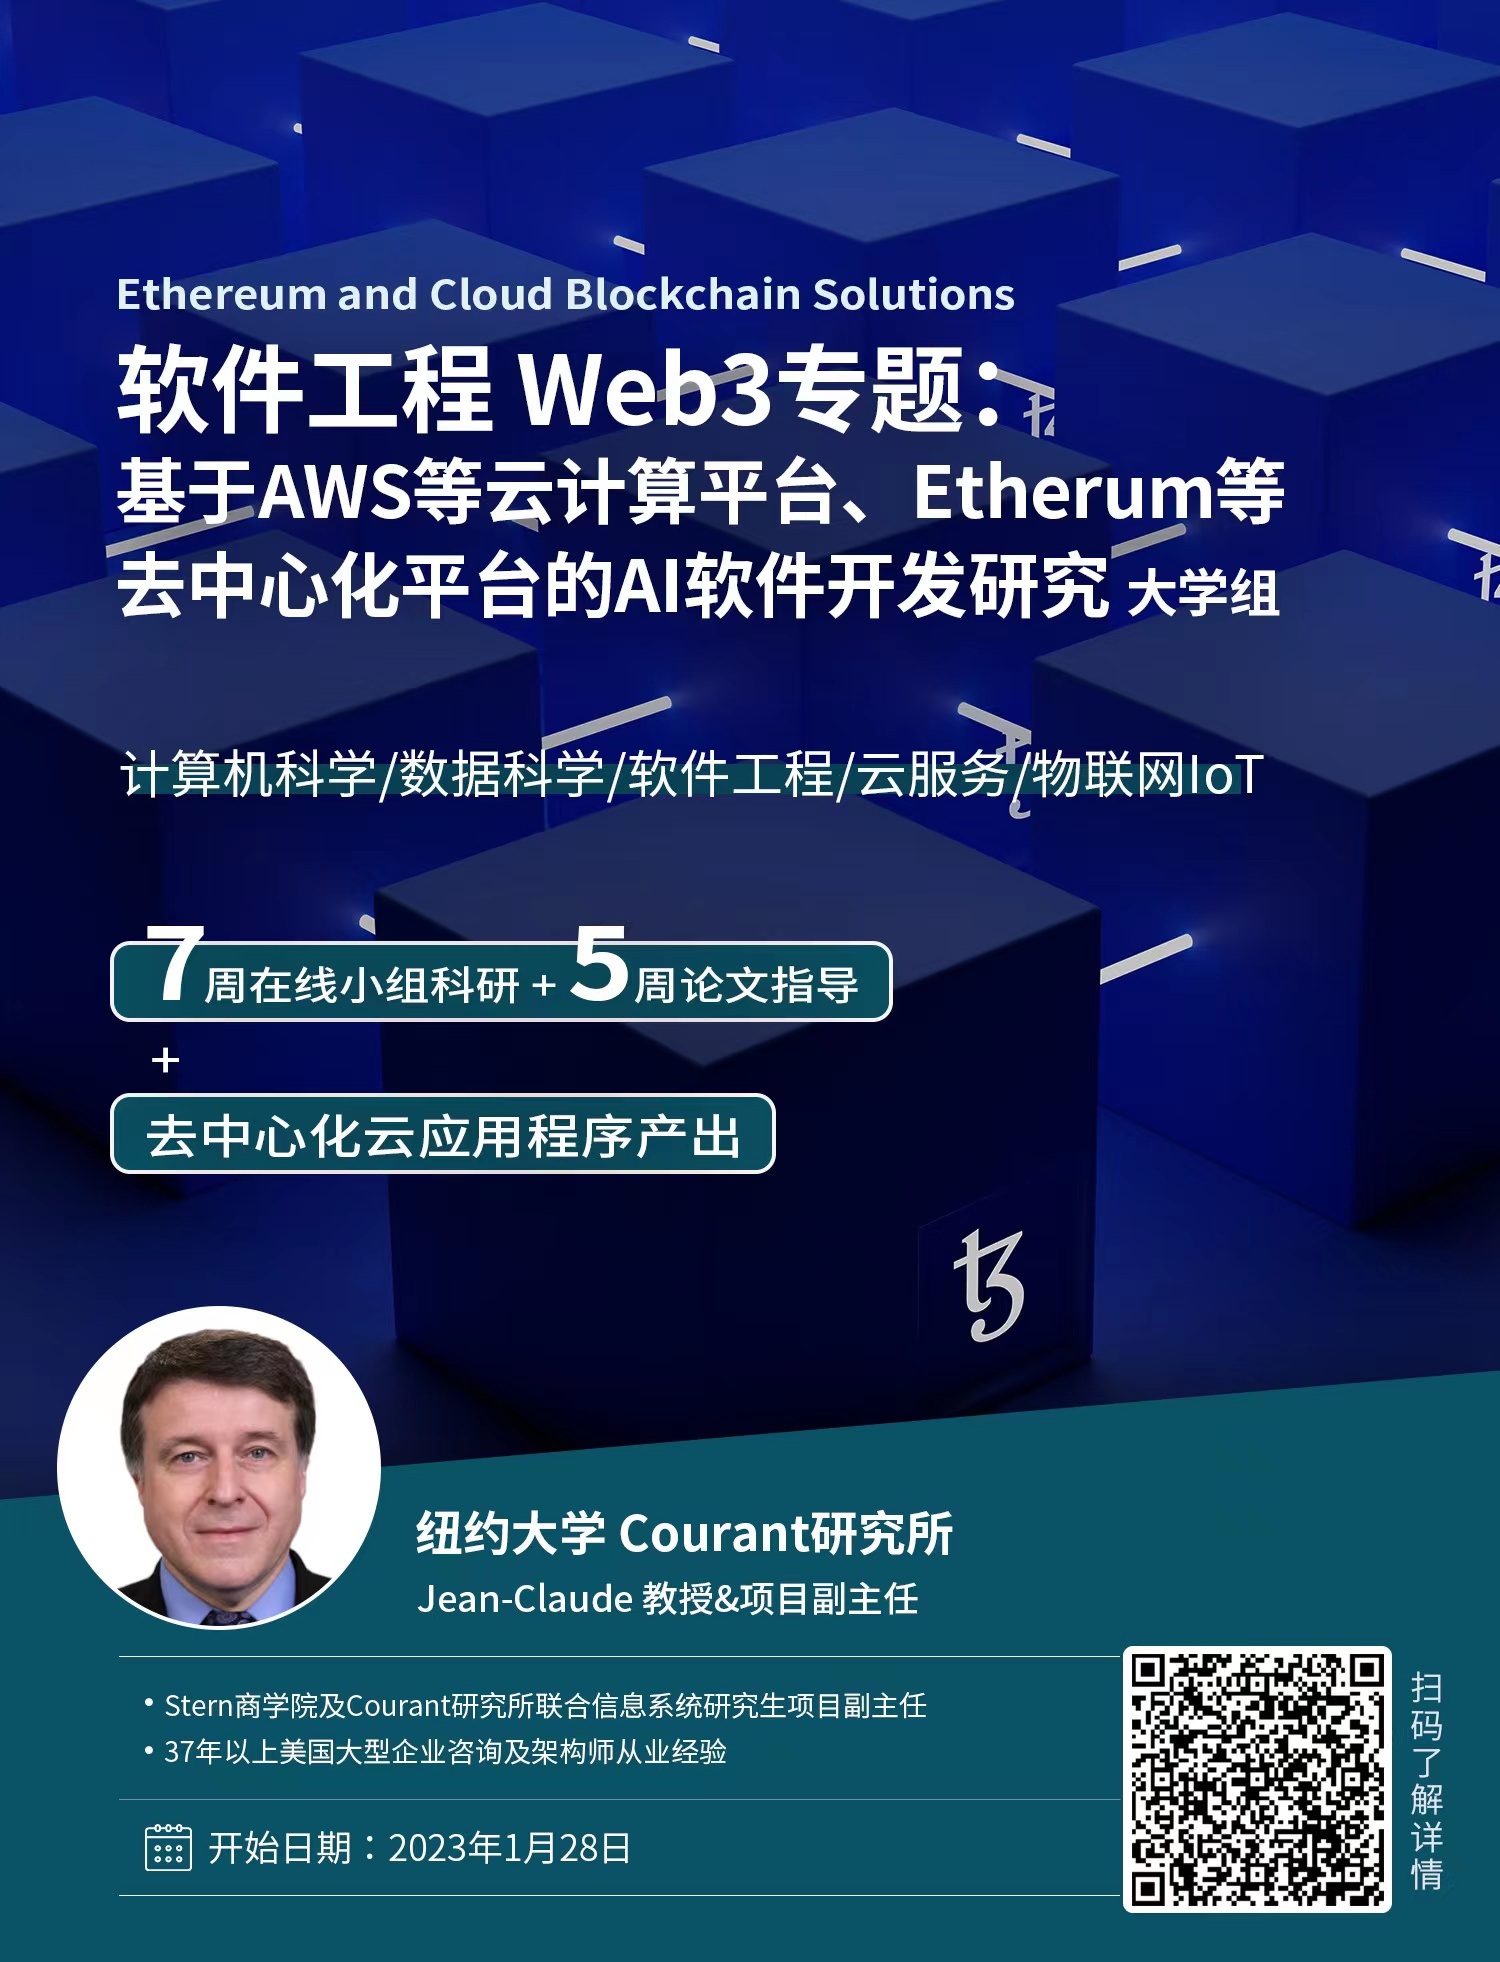 Ethereum and Cloud Blockchain Solutions
软件工程 Web3专题：
基于AWS等云计算平台、Etherum等
去中心化平台的AI软件开发研究 大学组
计算机科学/数据科学/软件工程/云服务/物联网IoT
7周在线小组科研 + 5周论文指导
+
去中心化云应用程序产出
纽约大学 Courant研究所
Jean-Claude 教授&项目副主任
• Stern商学院及Courant研究所联合信息系统研究生项目副主任
• 37年以上美国大型企业咨询及架构师从业经验
开始日期：2023年1月28日
扫码了解详情